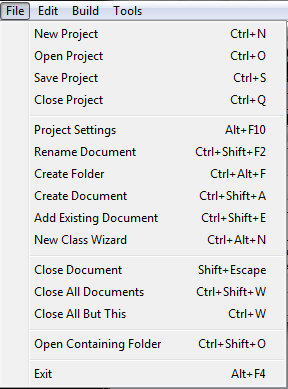 File Edit Build Tools
New Project Ctrl+N
Open Project Ctrl+O
Save Project Ctrl+S
Close Project Ctrl+Q
Project Settings Alt+F10
Rename Document Ctrl+Shift+F2
Create Folder Ctrl+Alt+F
Create Document Ctrl+Shift+A
Add Existing Document Ctrl+Shift+E
New Class Wizard Ctrl+Alt+N
Close Document Shift+Escape
Close All Documents Ctrl+Shift+W
Close All But This Ctrl+W
Open Containing Folder Ctrl+Shift+O
Exit Alt+F4